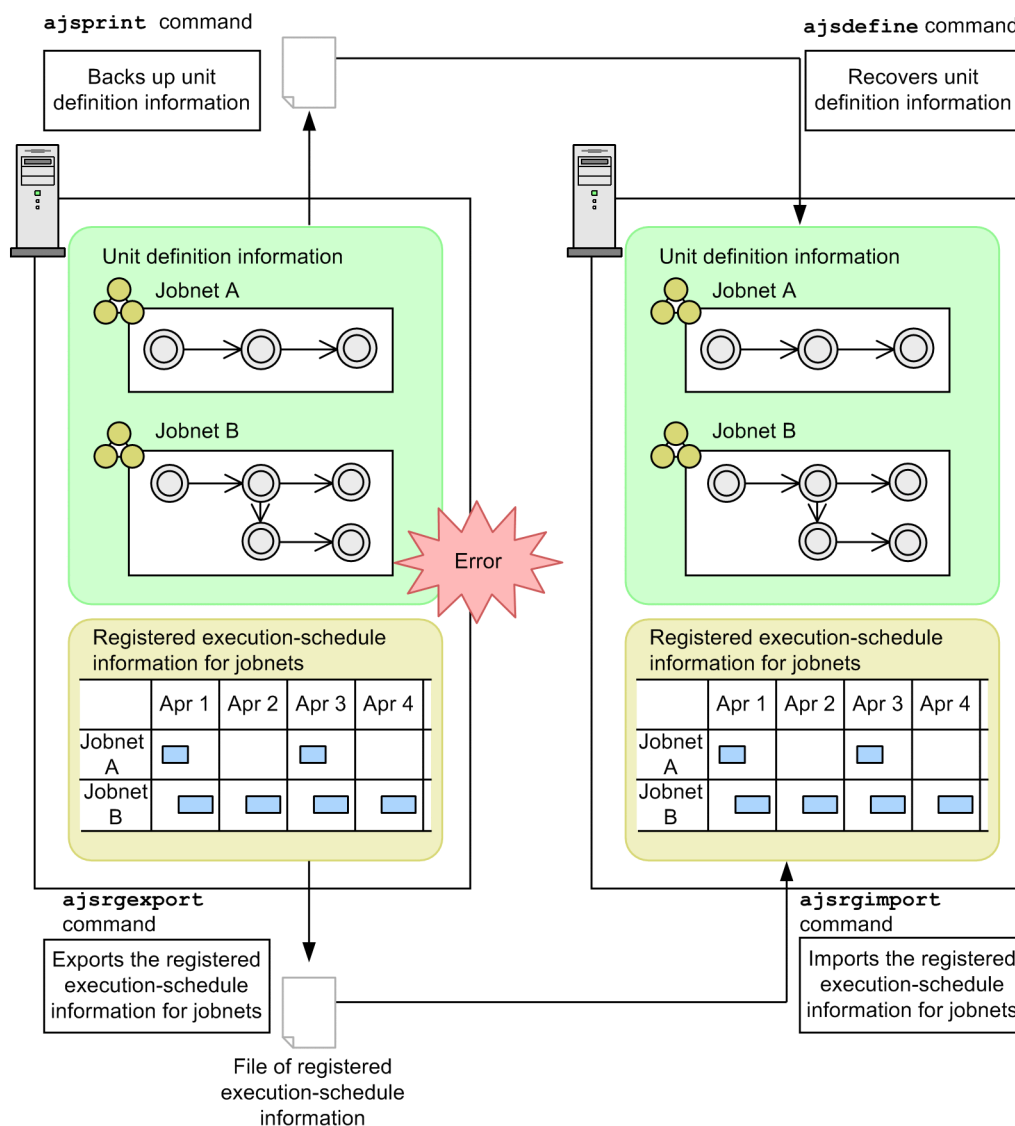 ajsprint command
Backs up unit
definition information
ajsdefine command
Recovers unit
definition information
Unit definition information
Jobnet A
Jobnet B
Error
Registered execution-schedule
information for jobnets
Apr 1 Apr 2 Apr 3 Apr 4
Jobnet
A
Jobnet
B
Unit definition information
Jobnet A
Jobnet B
Registered execution-schedule
information for jobnets
Apr 1 Apr 2 Apr 3 Apr 4
Jobnet
A
Jobnet
B
ajsrgexport
command
Exports the registered
execution-schedule
information for jobnets
File of registered
execution-schedule
information
ajsrgimport
command
Imports the registered
execution-schedule
information for jobnets